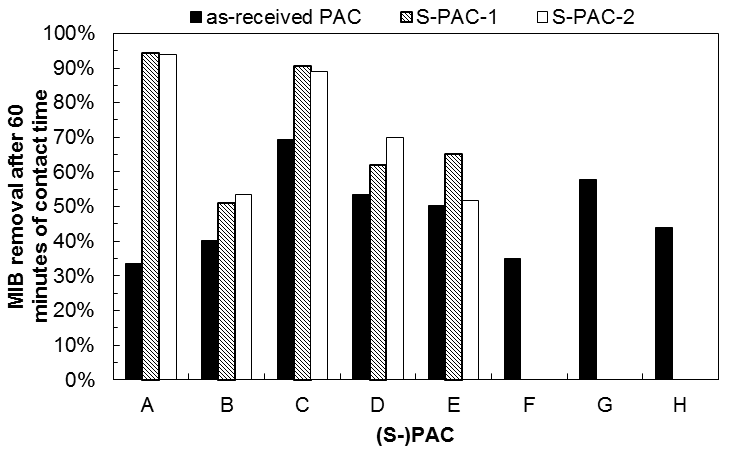 as-received PAC S-PAC-1 S-PAC-2
100%
90%
80%
70%
60%
50%
40%
30%
20%
10%
0%
MIB removal after 60
minutes of contact time
A B C D E F G H
(S-)PAC